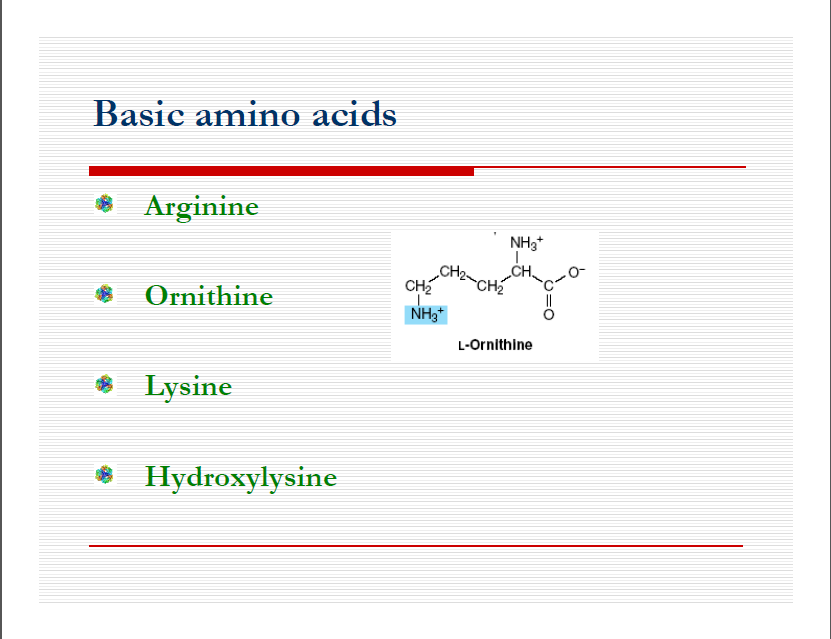 Basic amino acids
Arginine
Ornithine
Lysine
Hydroxylysine
NH₃⁺
CH₂ CH O⁻
CH₂ CH₂ C
NH₃⁺ O
L-Ornithine